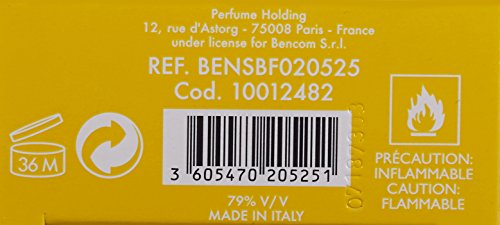 Perfume Holding
12, rue d'Astorg - 75008 Paris - France
under license for Bencom S.r.l.
REF. BENSBF020525
Cod. 10012482
36 M
3 605470 205251
79% V/V
MADE IN ITALY
PRÉCAUTION:
INFLAMMABLE
CAUTION:
FLAMMABLE